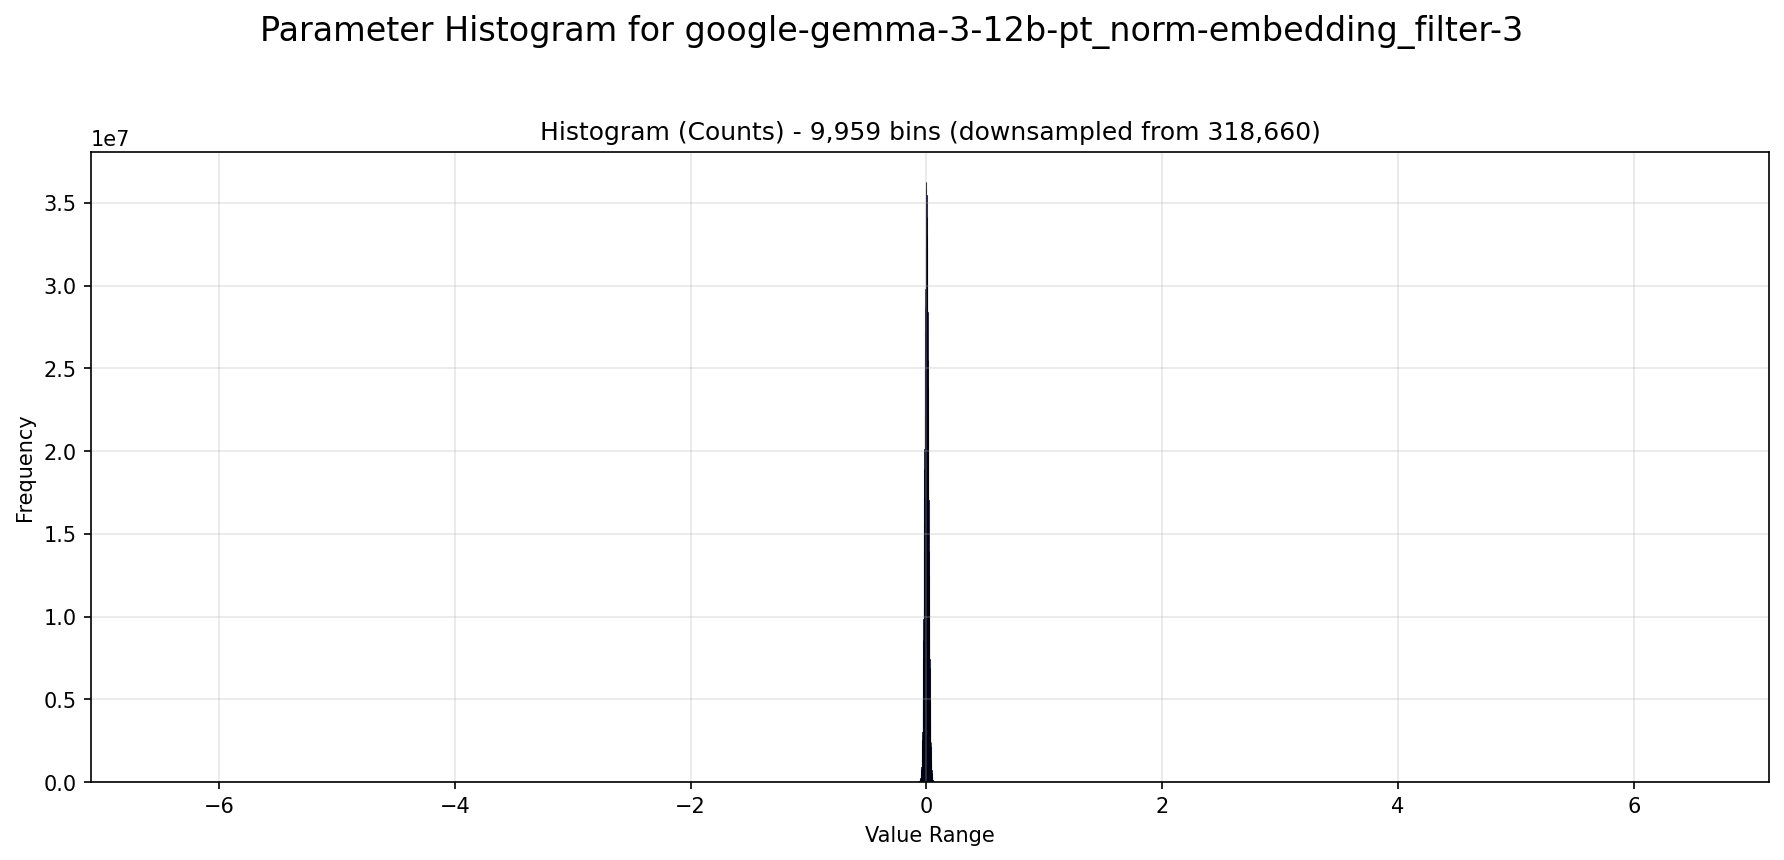 Parameter Histogram for google-gemma-3-12b-pt_norm-embedding_filter-3
Histogram (Counts) - 9,959 bins (downsampled from 318,660)
1e7
3.5
3.0
2.5
2.0
1.5
1.0
0.5
0.0
Frequency
−6 −4 −2 0 2 4 6
Value Range